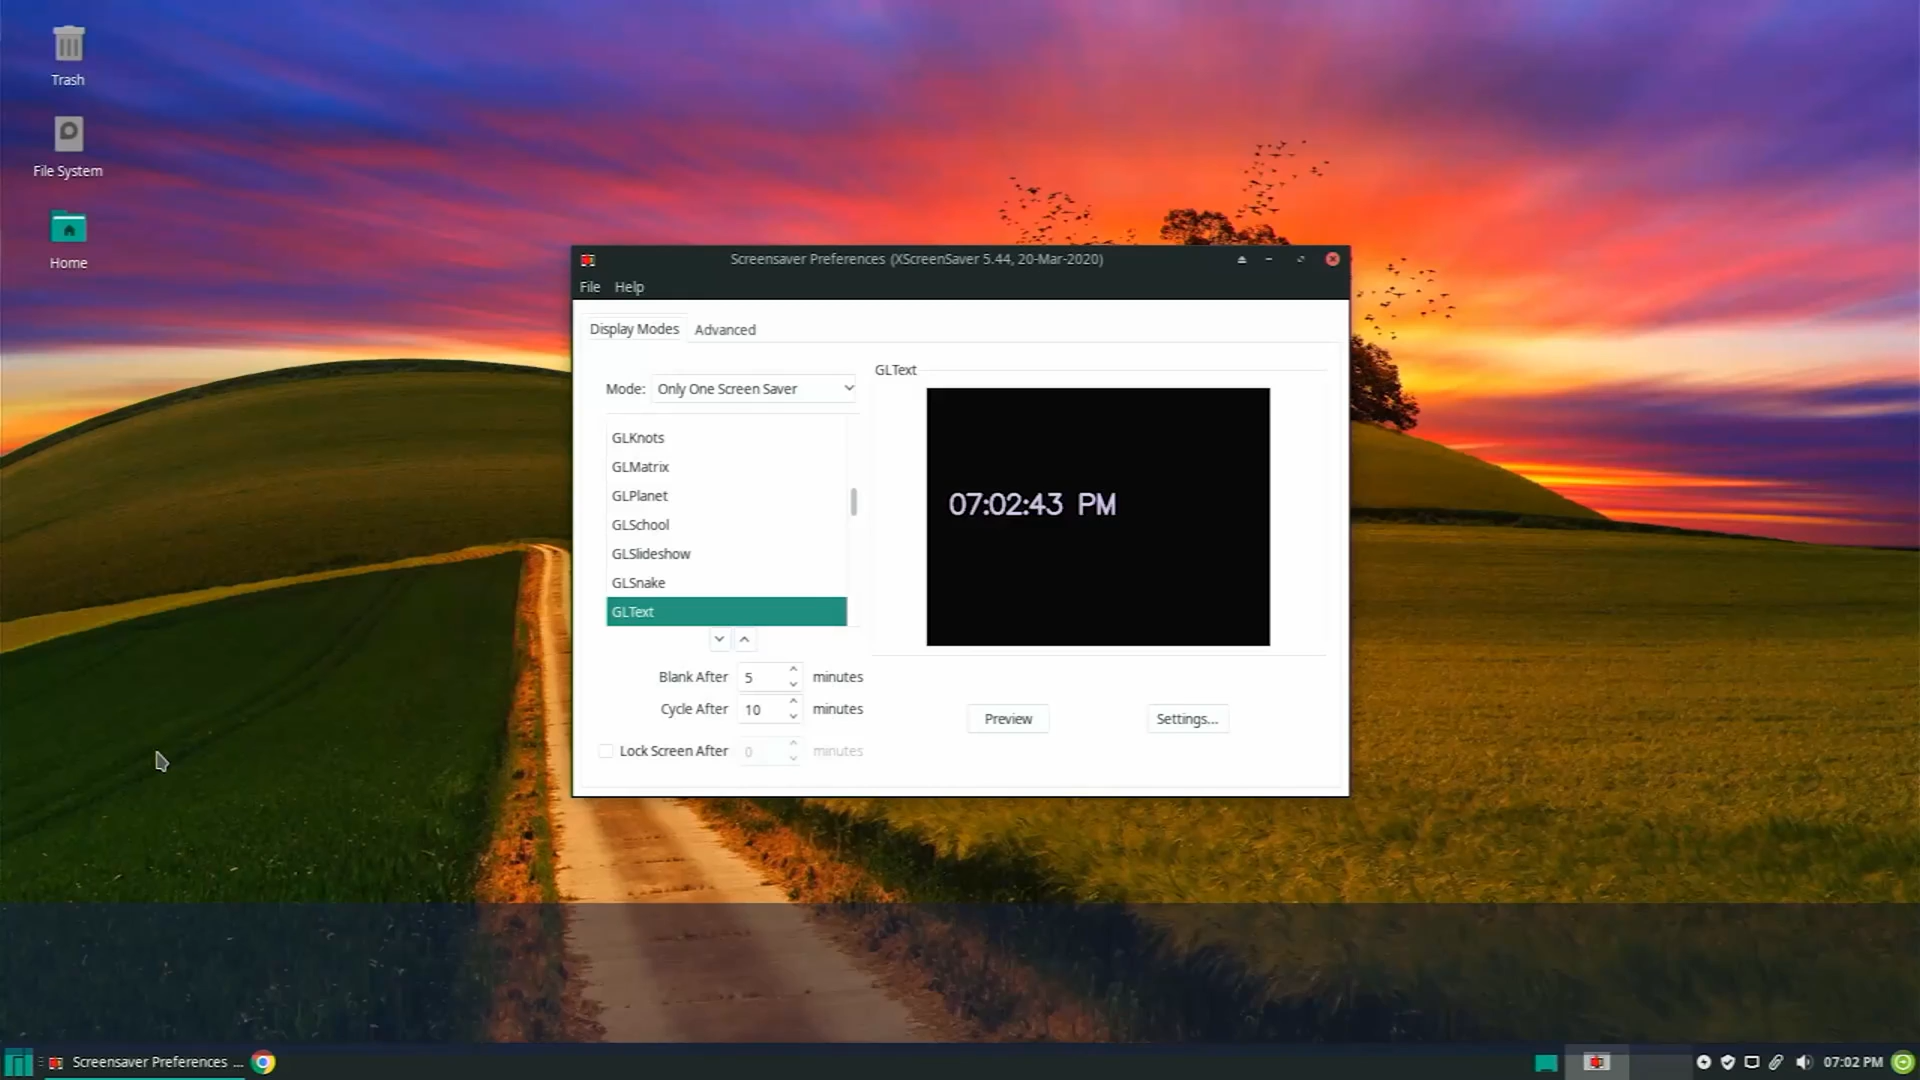 Trash
File System
Home
Screensaver Preferences (XScreenSaver 5.44, 20-Mar-2020)
File Help
Display Modes Advanced
Mode: Only One Screen Saver
GLKnots
GLMatrix
GLPlanet
GLSchool
GLSlideshow
GLSnake
GLText
Blank After 5 minutes
Cycle After 10 minutes
Lock Screen After 0 minutes
GLText
07:02:43 PM
Preview Settings...
Screensaver Preferences ...
07:02 PM